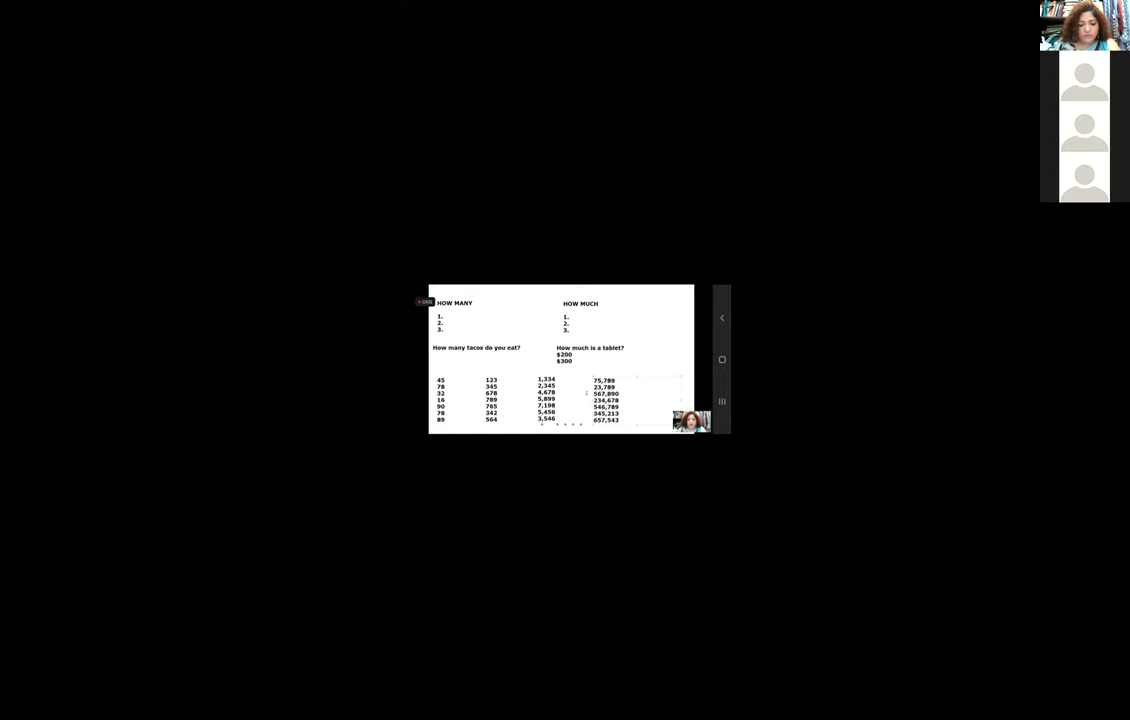 HOW MANY
1.
2.
3.
How many tacos do you eat?
HOW MUCH
1.
2.
3.
How much is a tablet?
$200
$300
45 123 1,334 75,789
78 345 2,345 23,789
32 678 4,678 567,890
16 789 5,899 234,678
90 765 7,198 546,789
78 342 5,456 345,213
89 564 3,546 657,543